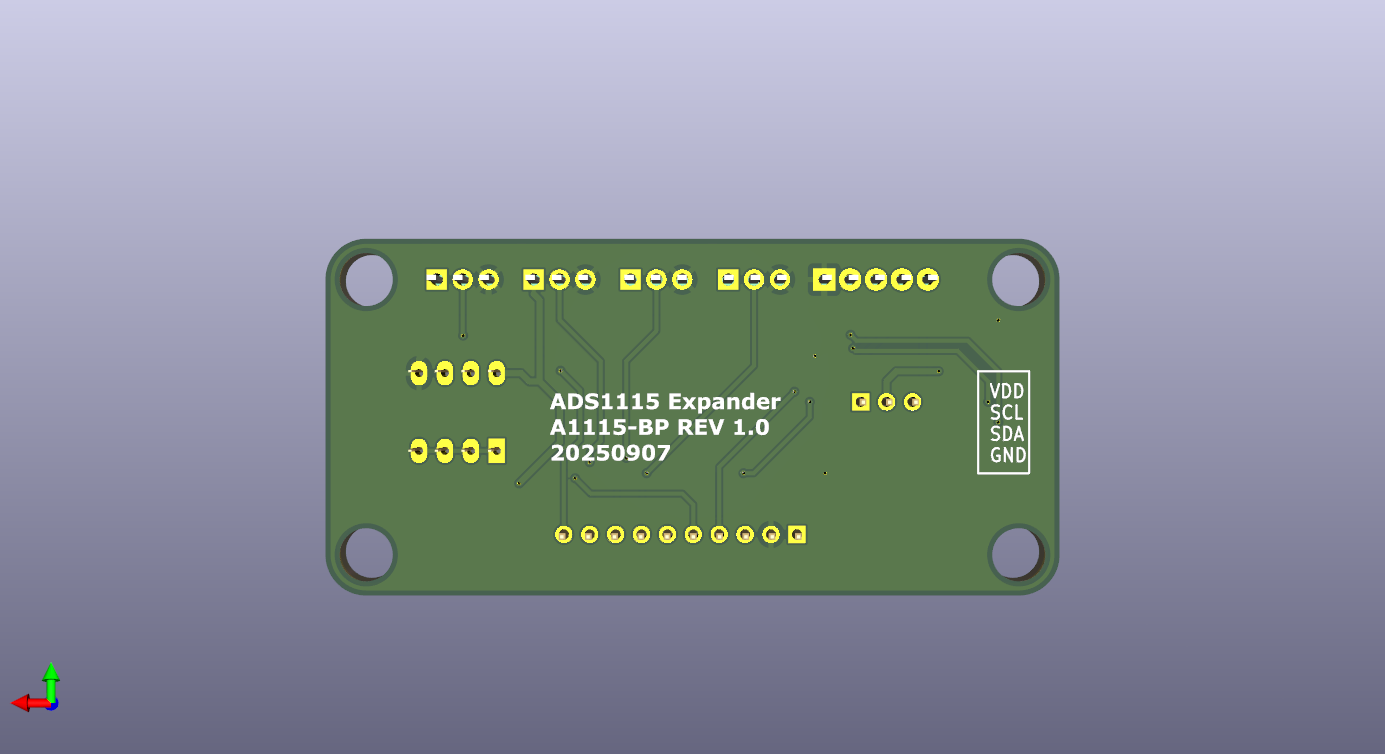 ADS1115 Expander
A1115-BP REV 1.0
20250907
VDD
SCL
SDA
GND